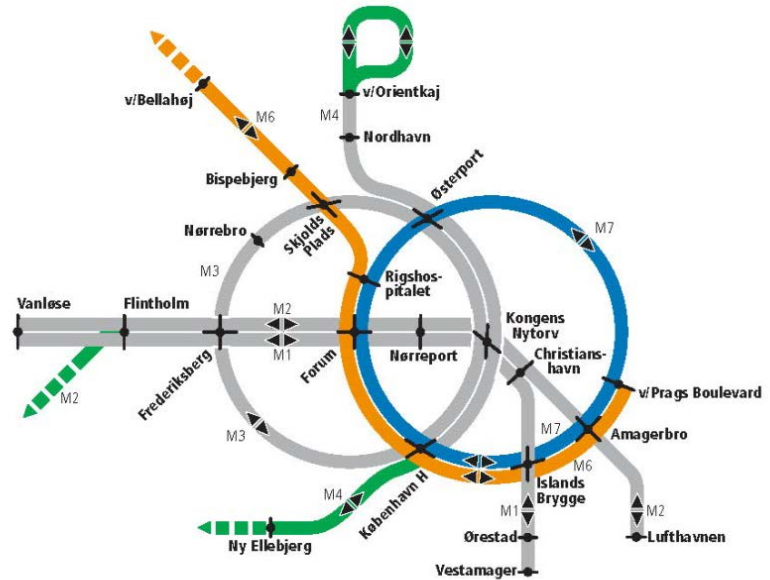 v/Bellahøj
M6
v/Orientkaj
M4
Nordhavn
Bispebjerg
Østerport
Skjolds
Plads
Nørrebro
M7
M3
Rigshos-
pitalet
Vanløse
Flintholm
M2
Kongens
Nytorv
M1
Christians-
havn
Frederiksberg
Forum
Nørreport
v/Prags Boulevard
M2
M3
M7
Amagerbro
København H
M6
Islands
Brygge
M4
M1
M2
Ny Ellebjerg
Ørestad
Lufthavnen
Vestamager